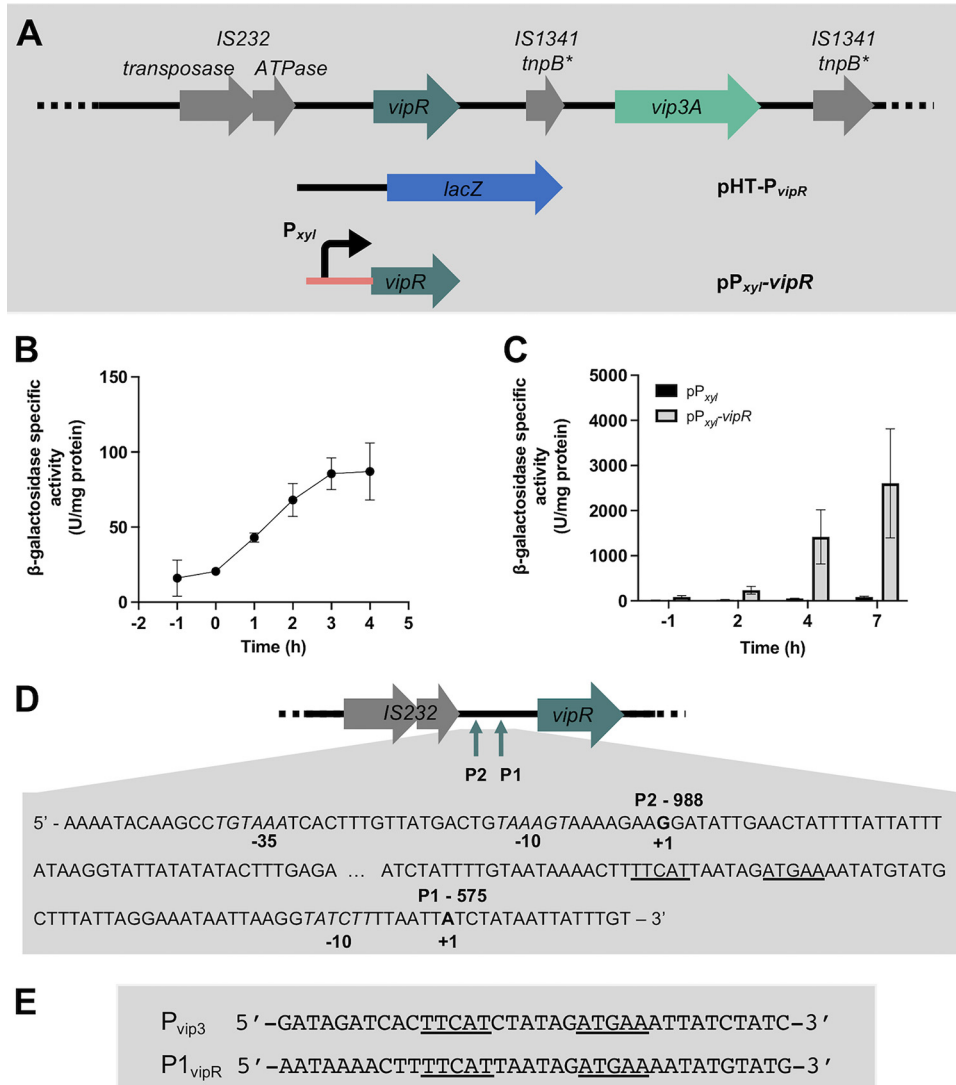 A
IS232
IS1341
IS1341
transposase ATPase
tnpB*
tnpB*
vipR
vip3A
lacZ
pHT-PvipR
Pxyl
vipR
pPxyl-vipR
B
β-galactosidase specific
activity
(U/mg protein)
150
100
50
0
-2 -1 0 1 2 3 4 5
Time (h)
C
β-galactosidase specific
activity
(U/mg protein)
5000
4000
3000
2000
1000
0
pPxyl
pPxyl-vipR
-1 2 4 7
Time (h)
D
IS232
vipR
P2 P1
P2 - 988
5' - AAAATACAAGCCTGTAAATCACTTTGTTATGACTGTAAAGTAAAAGAAGGATATTGAACTATTTTATTATTT
-35 -10 +1
ATAAGGTATTATATATACTTTGAGA ... ATCTATTTTGTAATAAAACTTTTCATTAATAGATGAAAATATGTATG
P1 - 575
CTTTATTAGGAAATAATTAAGGTATCTTTTAATTATCTATAATTATTTGT – 3'
-10 +1
E
Pvip3 5'-GATAGATCACTTCATCTATAGATGAAATTATCTATC-3'
P1vipR 5'-AATAAAACTTTTCATTAATAGATGAAAATATGTATG-3'